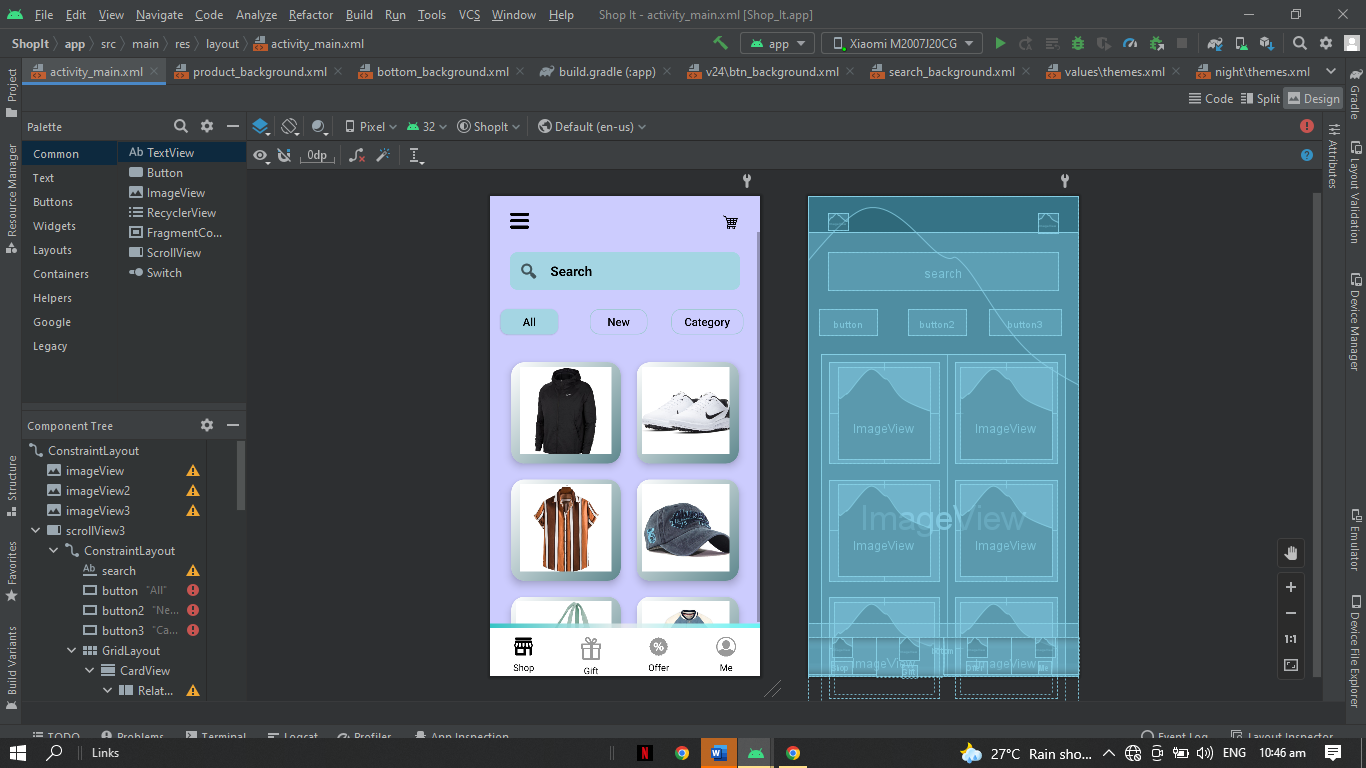 File Edit View Navigate Code Analyze Refactor Build Run Tools VCS Window Help Shop It - activity_main.xml [Shop_It.app]
ShopIt app src main res layout activity_main.xml app Xiaomi M2007J20CG
activity_main.xml product_background.xml bottom_background.xml build.gradle (:app) v24\btn_background.xml search_background.xml values\themes.xml night\themes.xml
Code Split Design
Palette Pixel 32 ShopIt Default (en-us)
0dp
Common
Text
Buttons
Widgets
Layouts
Containers
Helpers
Google
Legacy
Ab TextView
Button
ImageView
RecyclerView
FragmentCo...
ScrollView
Switch
Component Tree
ConstraintLayout
imageView
imageView2
imageView3
scrollView3
ConstraintLayout
Ab search
button "All"
button2 "Ne...
button3 "Ca...
GridLayout
CardView
Relat...
Search
All New Category
Shop Gift Offer Me
search
button button2 button3
ImageView ImageView
ImageView
ImageView ImageView
ImageView ImageView
1:1
Project
Resource Manager
Structure
Favorites
Build Variants
Gradle
Attributes
Layout Validation
Device Manager
Emulator
Device File Explorer
TODO Problems Terminal Logcat Profiler App Inspection Event Log Layout Inspector
Links 27°C Rain sho... ENG 10:46 am